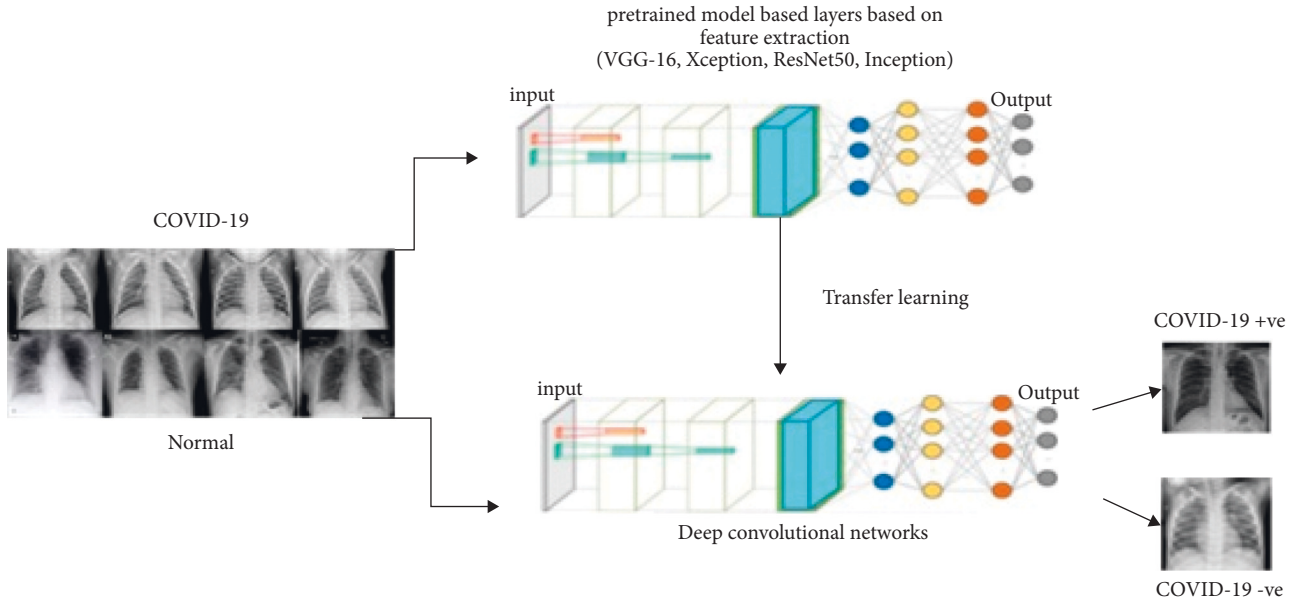 pretrained model based layers based on
feature extraction
(VGG-16, Xception, ResNet50, Inception)
input
Output
COVID-19
Normal
Transfer learning
input
Output
Deep convolutional networks
COVID-19 +ve
COVID-19 -ve